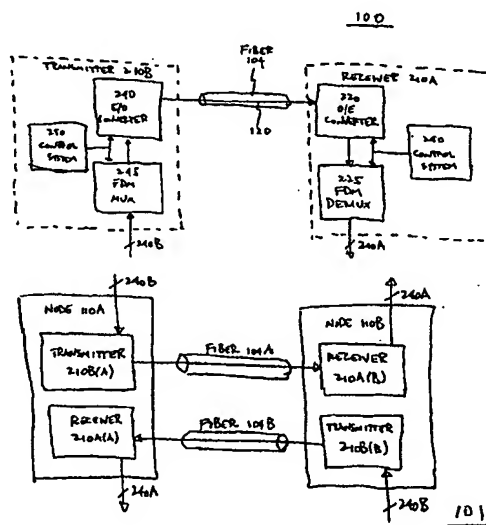 100
FIBER
104
TRANSMITTER 210B
RECEIVER 210A
240
E/O
CONVERTER
120
220
O/E
CONVERTER
250
CONTROL
SYSTEM
250
CONTROL
SYSTEM
245
FDM
MUX
225
FDM
DEMUX
240B
240A
240B
240A
NODE 110A
NODE 110B
TRANSMITTER
210B(A)
FIBER 104A
RECEIVER
210A(B)
RECEIVER
210A(A)
FIBER 104B
TRANSMITTER
210B(B)
240A
240B
101